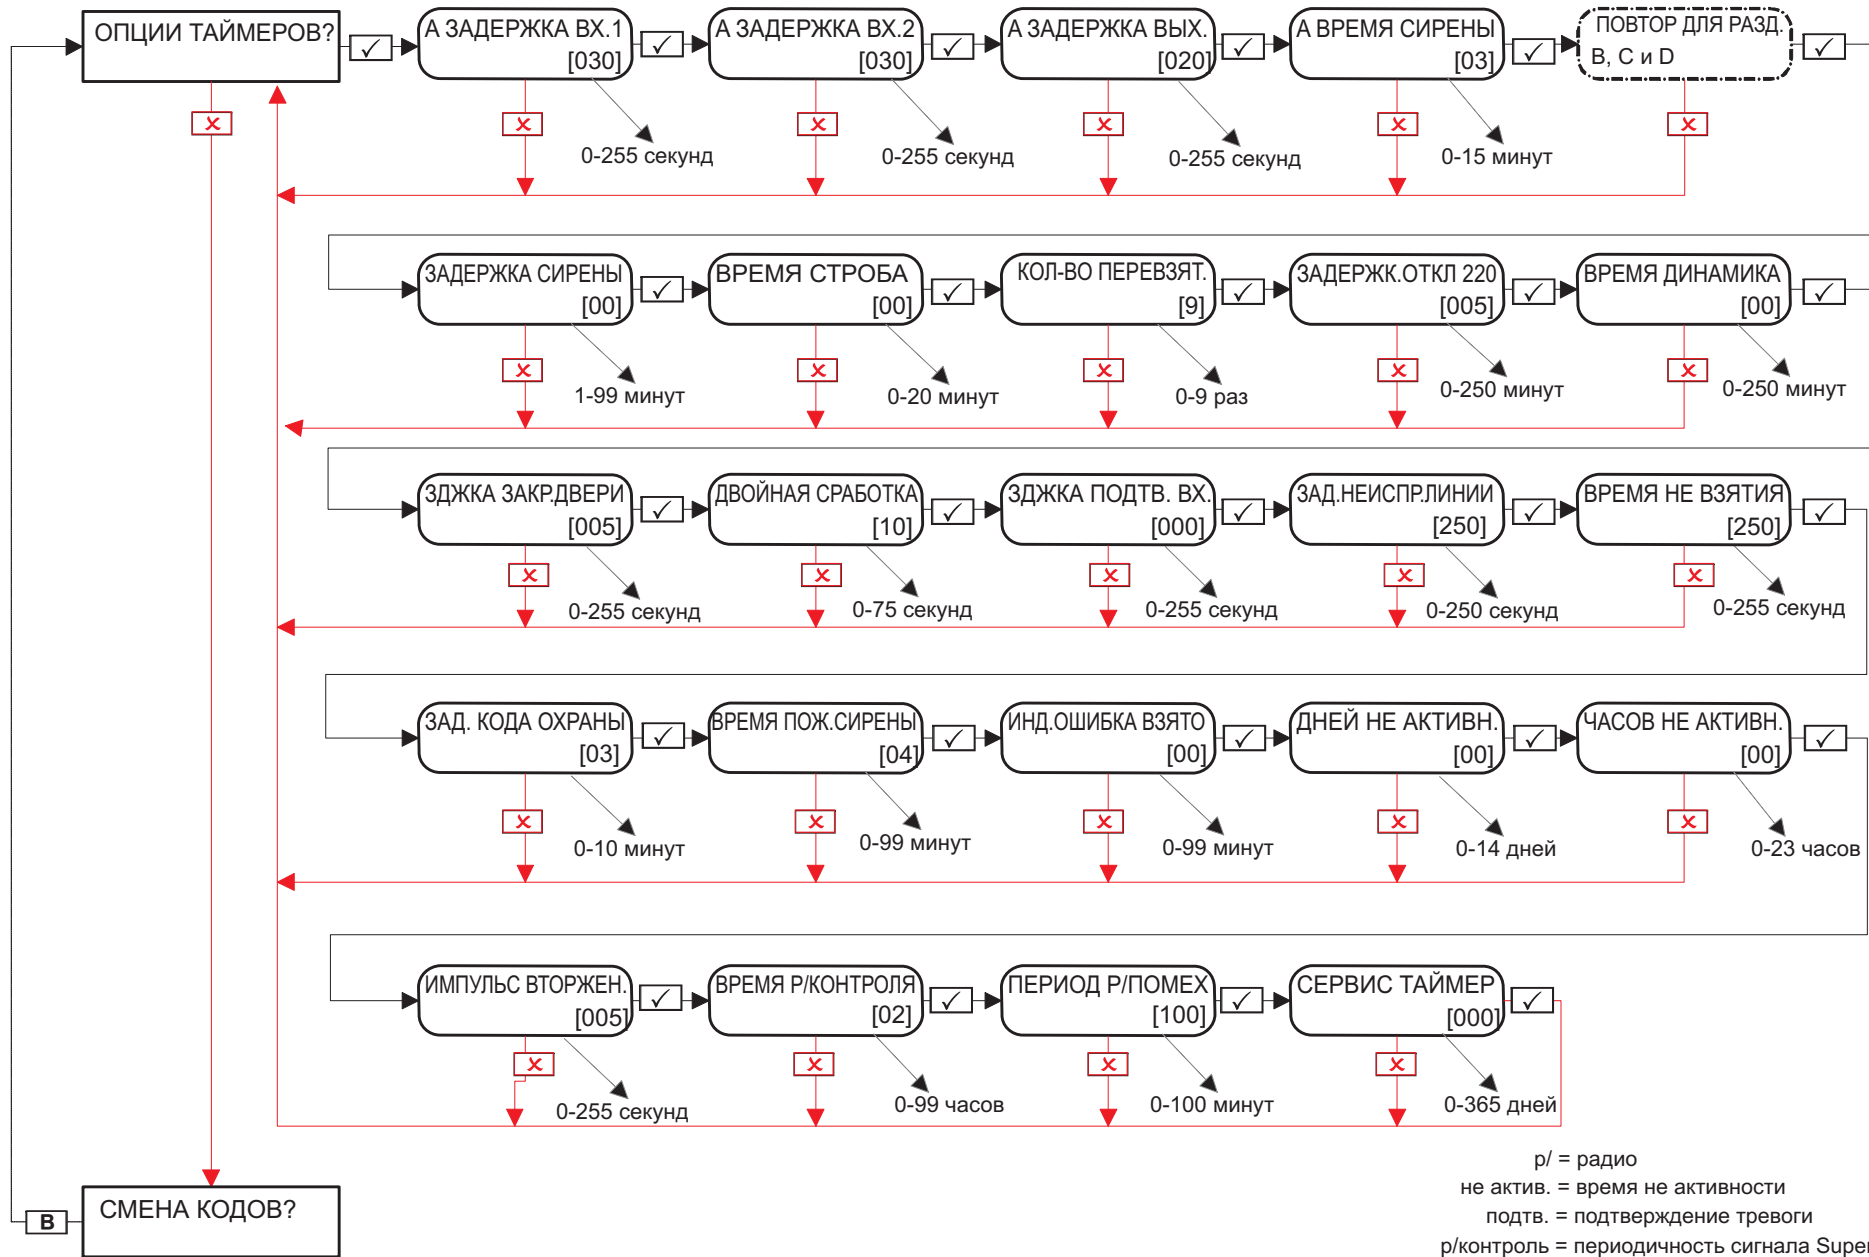 ОПЦИИ ТАЙМЕРОВ?
А ЗАДЕРЖКА ВХ.1
[030]
0-255 секунд
А ЗАДЕРЖКА ВХ.2
[030]
0-255 секунд
А ЗАДЕРЖКА ВЫХ.
[020]
0-255 секунд
А ВРЕМЯ СИРЕНЫ
[03]
0-15 минут
ПОВТОР ДЛЯ РАЗД.
В, С и D
ЗАДЕРЖКА СИРЕНЫ
[00]
1-99 минут
ВРЕМЯ СТРОБА
[00]
0-20 минут
КОЛ-ВО ПЕРЕВЗЯТ.
[9]
0-9 раз
ЗАДЕРЖК.ОТКЛ 220
[005]
0-250 минут
ВРЕМЯ ДИНАМИКА
[00]
0-250 минут
ЗДЖКА ЗАКР.ДВЕРИ
[005]
0-255 секунд
ДВОЙНАЯ СРАБОТКА
[10]
0-75 секунд
ЗДЖКА ПОДТВ. ВХ.
[000]
0-255 секунд
ЗАД.НЕИСПР.ЛИНИИ
[250]
0-250 секунд
ВРЕМЯ НЕ ВЗЯТИЯ
[250]
0-255 секунд
ЗАД. КОДА ОХРАНЫ
[03]
0-10 минут
ВРЕМЯ ПОЖ.СИРЕНЫ
[04]
0-99 минут
ИНД.ОШИБКА ВЗЯТО
[00]
0-99 минут
ДНЕЙ НЕ АКТИВН.
[00]
0-14 дней
ЧАСОВ НЕ АКТИВН.
[00]
0-23 часов
ИМПУЛЬС ВТОРЖЕН.
[005]
0-255 секунд
ВРЕМЯ Р/КОНТРОЛЯ
[02]
0-99 часов
ПЕРИОД Р/ПОМЕХ
[100]
0-100 минут
СЕРВИС ТАЙМЕР
[000]
0-365 дней
СМЕНА КОДОВ?
В
р/ = радио
не актив. = время не активности
подтв. = подтверждение тревоги
р/контроль = периодичность сигнала Super